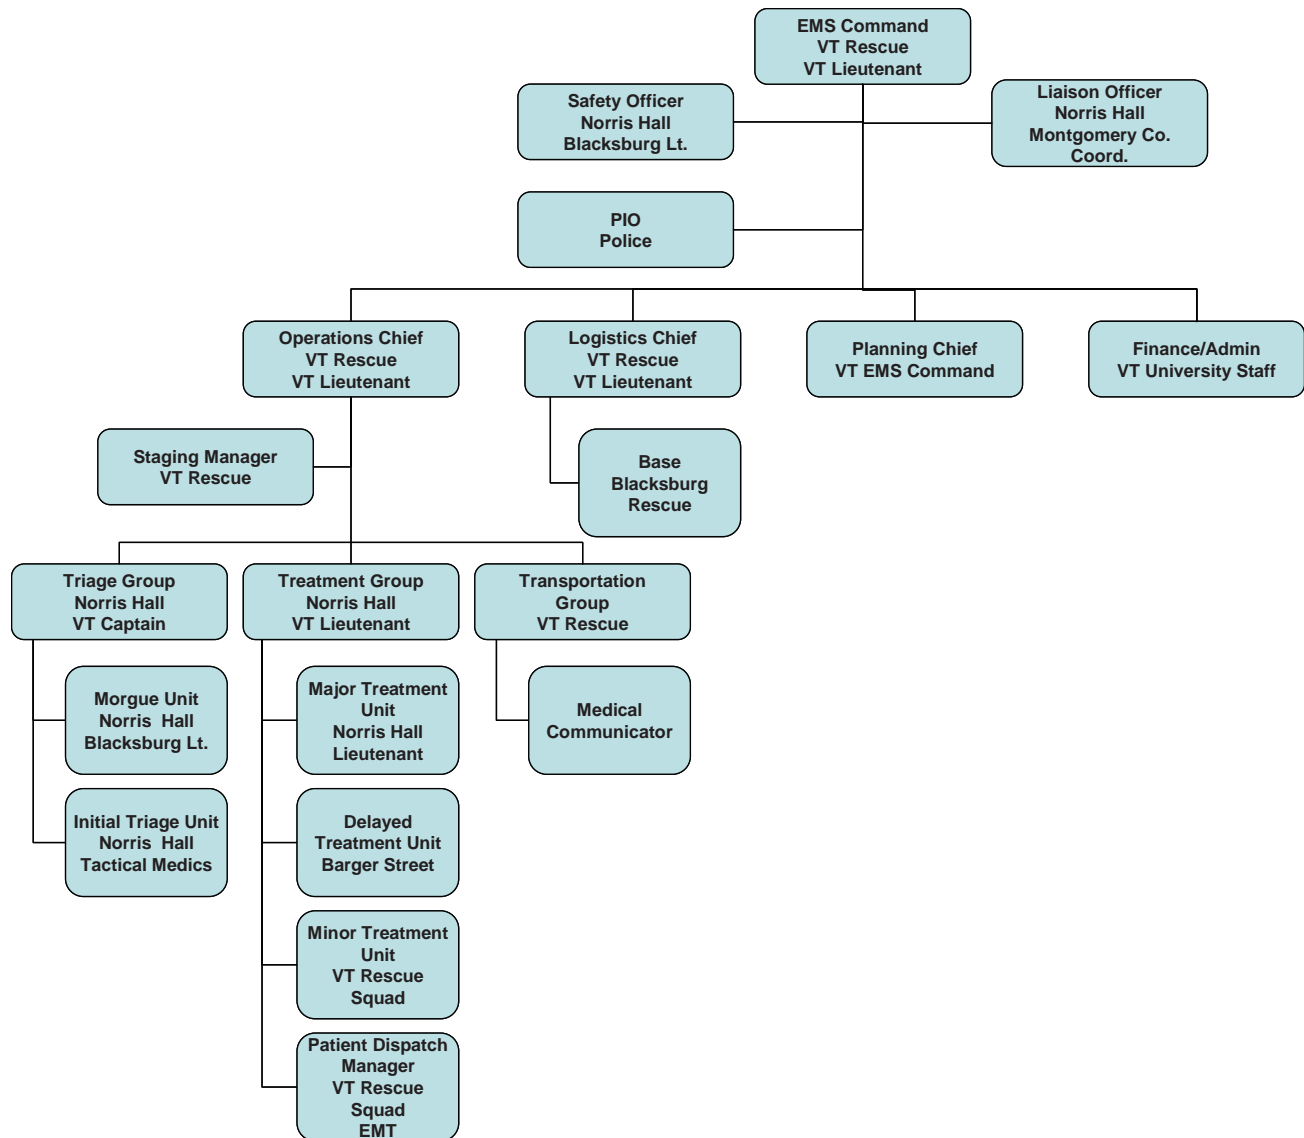 EMS Command
VT Rescue
VT Lieutenant
Safety Officer
Norris Hall
Blacksburg Lt.
Liaison Officer
Norris Hall
Montgomery Co.
Coord.
PIO
Police
Operations Chief
VT Rescue
VT Lieutenant
Logistics Chief
VT Rescue
VT Lieutenant
Planning Chief
VT EMS Command
Finance/Admin
VT University Staff
Staging Manager
VT Rescue
Base
Blacksburg
Rescue
Triage Group
Norris Hall
VT Captain
Treatment Group
Norris Hall
VT Lieutenant
Transportation
Group
VT Rescue
Morgue Unit
Norris Hall
Blacksburg Lt.
Major Treatment
Unit
Norris Hall
Lieutenant
Medical
Communicator
Initial Triage Unit
Norris Hall
Tactical Medics
Delayed
Treatment Unit
Barger Street
Minor Treatment
Unit
VT Rescue
Squad
Patient Dispatch
Manager
VT Rescue
Squad
EMT